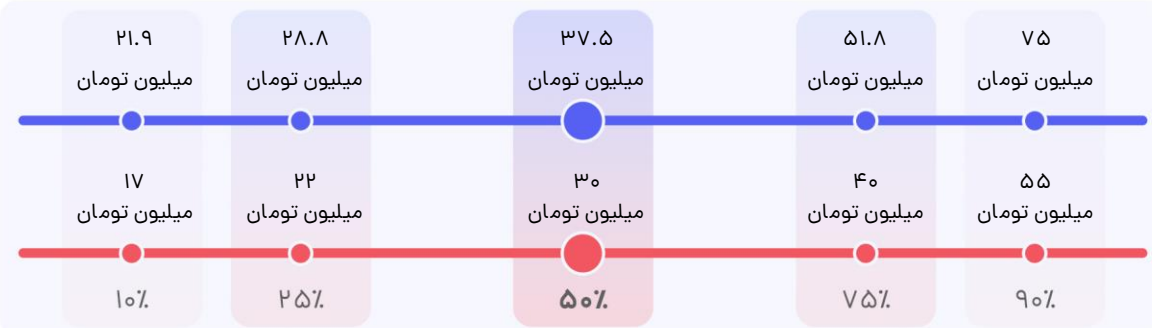 ۲۱.۹ ۲۸.۸ ۳۷.۵ ۵۱.۸ ۷۵
میلیون تومان میلیون تومان میلیون تومان میلیون تومان میلیون تومان
۱۷ ۲۲ ۳۰ ۴۰ ۵۵
میلیون تومان میلیون تومان میلیون تومان میلیون تومان میلیون تومان
۱۰٪ ۲۵٪ ۵۰٪ ۷۵٪ ۹۰٪